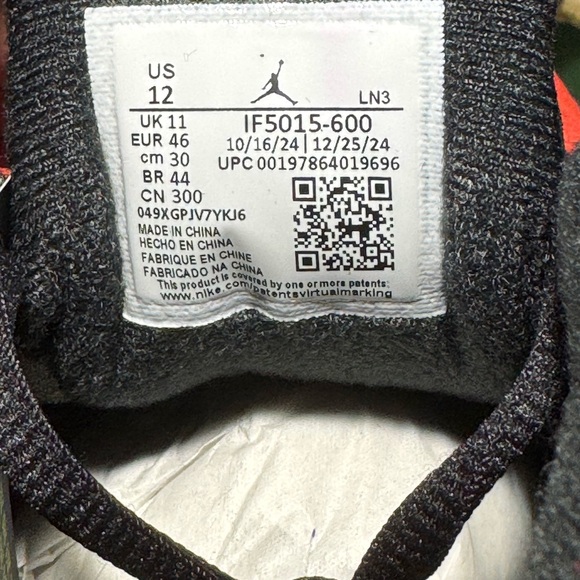 US
12
LN3
UK 11
IF5015-600
EUR 46
10/16/24 | 12/25/24
cm 30
UPC 00197864019696
BR 44
CN 300
049XGPJV7YKJ6
MADE IN CHINA
HECHO EN CHINA
FABRIQUE EN CHINE
FABRICADO NA CHINA
This product is covered by one or more patents:
www.nike.com/patentsvirtualmarking